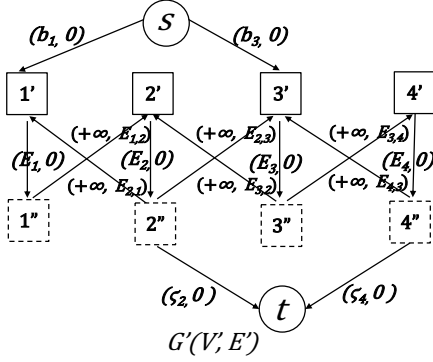 S
(b₁, 0) (b₃, 0)
1' 2' 3' 4'
(+∞, E₁,₂) (+∞, E₂,₃) (+∞, E₃,₄)
(E₁, 0) (E₂, 0) (E₃, 0) (E₄, 0)
(+∞, E₂,₁) (+∞, E₃,₂) (+∞, E₄,₃)
1" 2" 3" 4"
(ς₂, 0) (ς₄, 0)
t
G'(V', E')